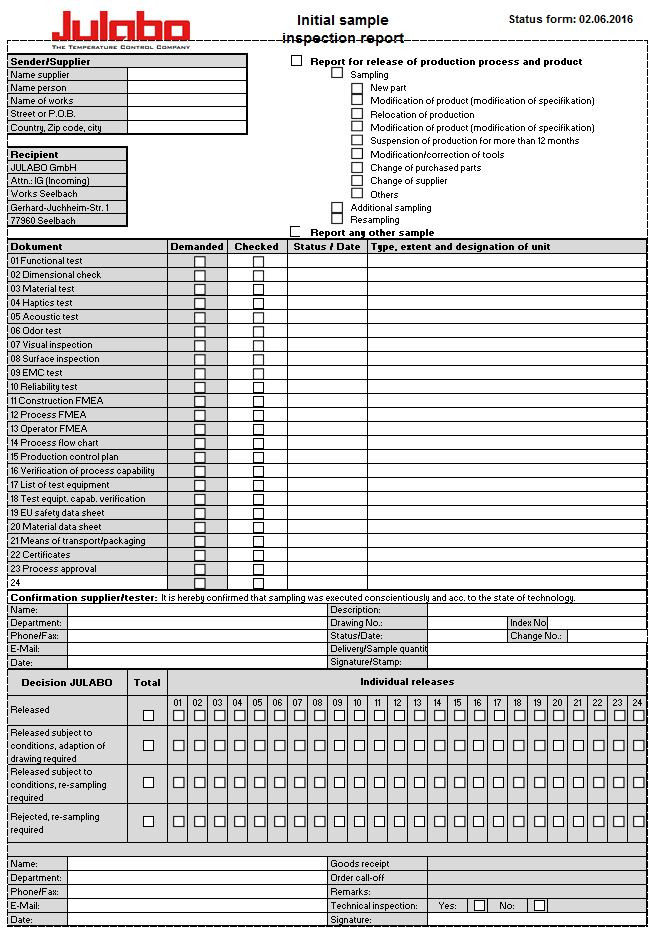 Julabo
THE TEMPERATURE CONTROL COMPANY
Initial sample
inspection report
Status form: 02.06.2016
Sender/Supplier
Name supplier
Name person
Name of works
Street or P.O.B.
Country, Zip code, city
Recipient
JULABO GmbH
Attn.: IG (Incoming)
Works Seelbach
Gerhard-Juchheim-Str. 1
77960 Seelbach
Report for release of production process and product
Sampling
New part
Modification of product (modification of specifikation)
Relocation of production
Modification of product (modification of specifikation)
Suspension of production for more than 12 months
Modification/correction of tools
Change of purchased parts
Change of supplier
Others
Additional sampling
Resampling
Report any other sample
Dokument Demanded Checked Status / Date Type, extent and designation of unit
01 Functional test
02 Dimensional check
03 Material test
04 Haptics test
05 Acoustic test
06 Odor test
07 Visual inspection
08 Surface inspection
09 EMC test
10 Reliability test
11 Construction FMEA
12 Process FMEA
13 Operator FMEA
14 Process flow chart
15 Production control plan
16 Verification of process capability
17 List of test equipment
18 Test equipt. capab. verification
19 EU safety data sheet
20 Material data sheet
21 Means of transport/packaging
22 Certificates
23 Process approval
24
Confirmation supplier/tester: It is hereby confirmed that sampling was executed conscientiously and acc. to the state of technology.
Name: Description:
Department: Drawing No.: Index No
Phone/Fax: Status/Date: Change No.:
E-Mail: Delivery/Sample quantit
Date: Signature/Stamp:
Decision JULABO Total Individual releases
01 02 03 04 05 06 07 08 09 10 11 12 13 14 15 16 17 18 19 20 21 22 23 24
Released
Released subject to
conditions, adaption of
drawing required
Released subject to
conditions, re-sampling
required
Rejected, re-sampling
required
Name: Goods receipt
Department: Order call-off
Phone/Fax: Remarks:
E-Mail: Technical inspection: Yes: No:
Date: Signature: